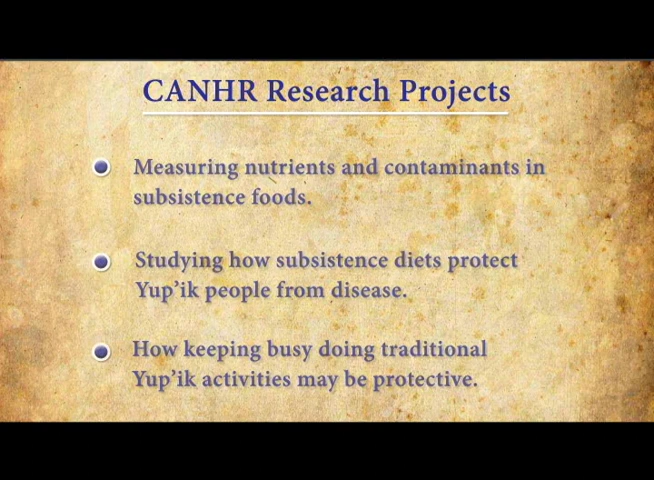 CANHR Research Projects
Measuring nutrients and contaminants in
subsistence foods.
Studying how subsistence diets protect
Yup’ik people from disease.
How keeping busy doing traditional
Yup’ik activities may be protective.